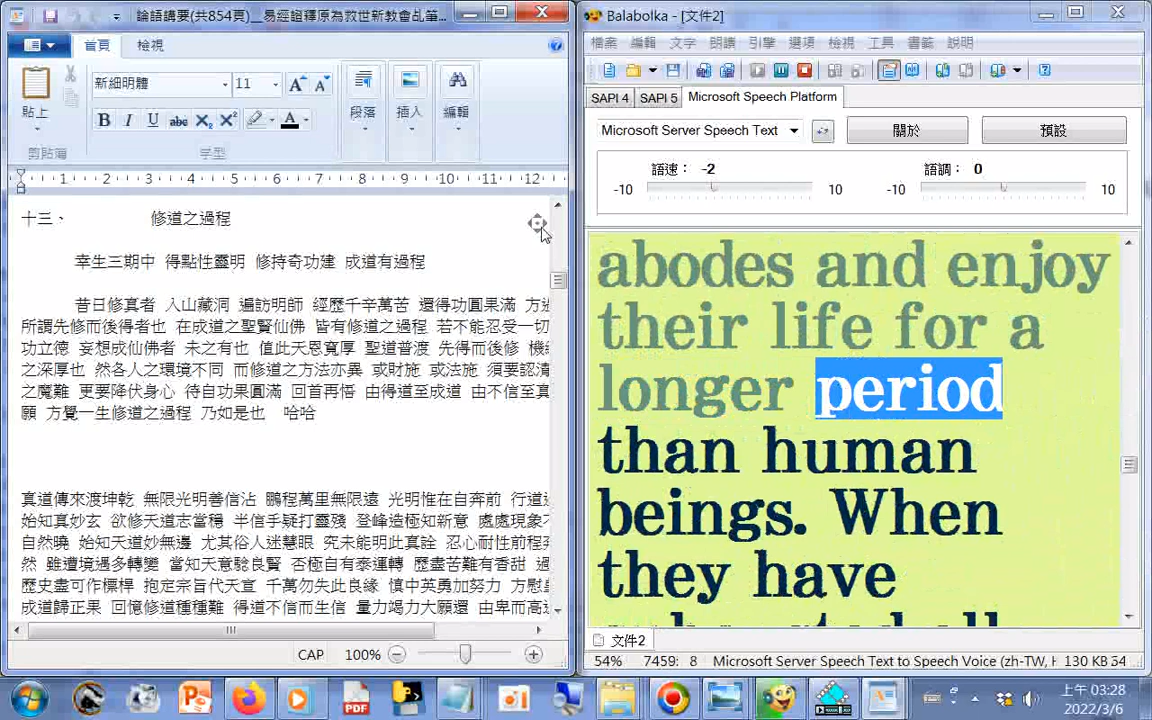 論語講要(共854頁)__易經證釋原為救世新教會乩筆...
首頁 檢視
貼上
新細明體 11
B I U abc X₂ X² A
段落 插入 編輯
剪貼簿 字型
1 2 3 4 5 6 7 8 9 10 11 12
十三、 修道之過程
幸生三期中 得點性靈明 修持奇功建 成道有過程
昔日修真者 入山藏洞 遍訪明師 經歷千辛萬苦 還得功圓果滿 方
所謂先修而後得者也 在成道之聖賢仙佛 皆有修道之過程 若不能忍受一切
功立德 妄想成仙佛者 未之有也 值此天恩寬厚 聖道普渡 先得而後修 機
之深厚也 然各人之環境不同 而修道之方法亦異 或財施 或法施 須要認清
之魔難 更要降伏身心 待自功果圓滿 回首再悟 由得道至成道 由不信至真
願 方覺一生修道之過程 乃如是也 哈哈
真道傳來渡坤乾 無限光明善信沾 鵬程萬里無限遠 光明惟在自奔前 行道
始知真妙玄 欲修天道志當穩 半信乎疑打靈殘 登峰造極知新意 處處現象
自然曉 始知天道妙無邊 尤其俗人迷慧眼 究未能明此真詮 忍心耐性前程
然 雖遭境遇多轉變 當知天意驗良賢 否極自有泰運轉 歷盡苦難有香甜
歷史盡可作標桿 抱定宗旨代天宣 千萬勿失此良緣 慎中英勇加努力 方慰
成道歸正果 回憶修道種種難 得道不信而生信 量力竭力大願還 由卑而高
CAP 100%
Balabolka - [文件2]
檔案 編輯 文字 朗讀 引擎 選項 檢視 工具 書籤 說明
SAPI 4 SAPI 5 Microsoft Speech Platform
Microsoft Server Speech Text 關於 預設
語速： -2 語調： 0
-10 10 -10 10
abodes and enjoy
their life for a
longer period
than human
beings. When
they have
文件2
54% 7459: 8 Microsoft Server Speech Text to Speech Voice (zh-TW, H 130 KB
PDF
上午 03:28
2022/3/6